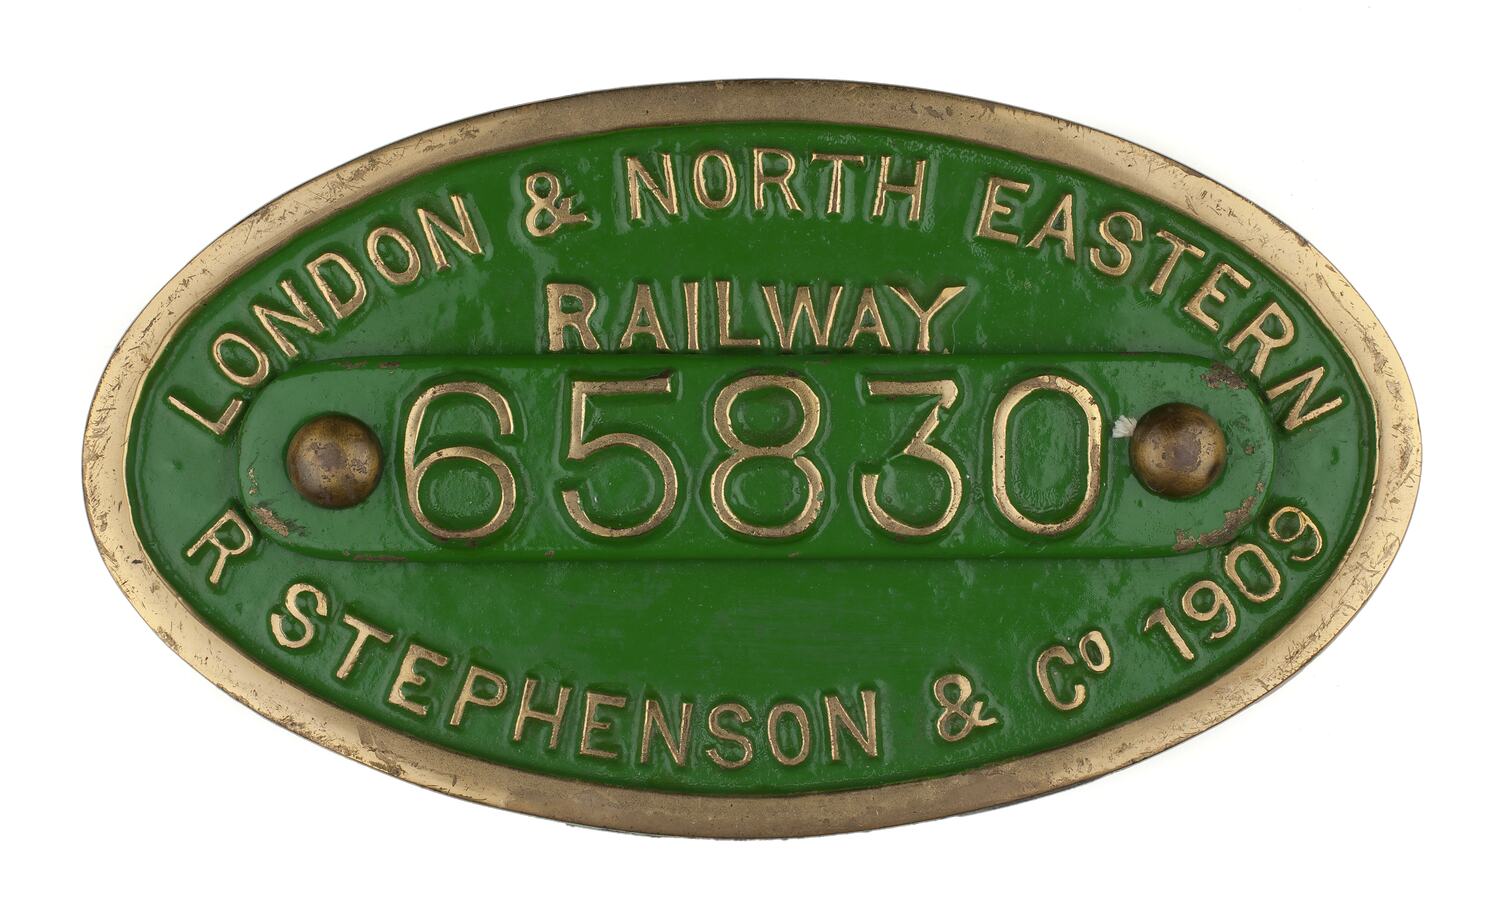 LONDON & NORTH EASTERN
RAILWAY
65830
R STEPHENSON & Cº 1909